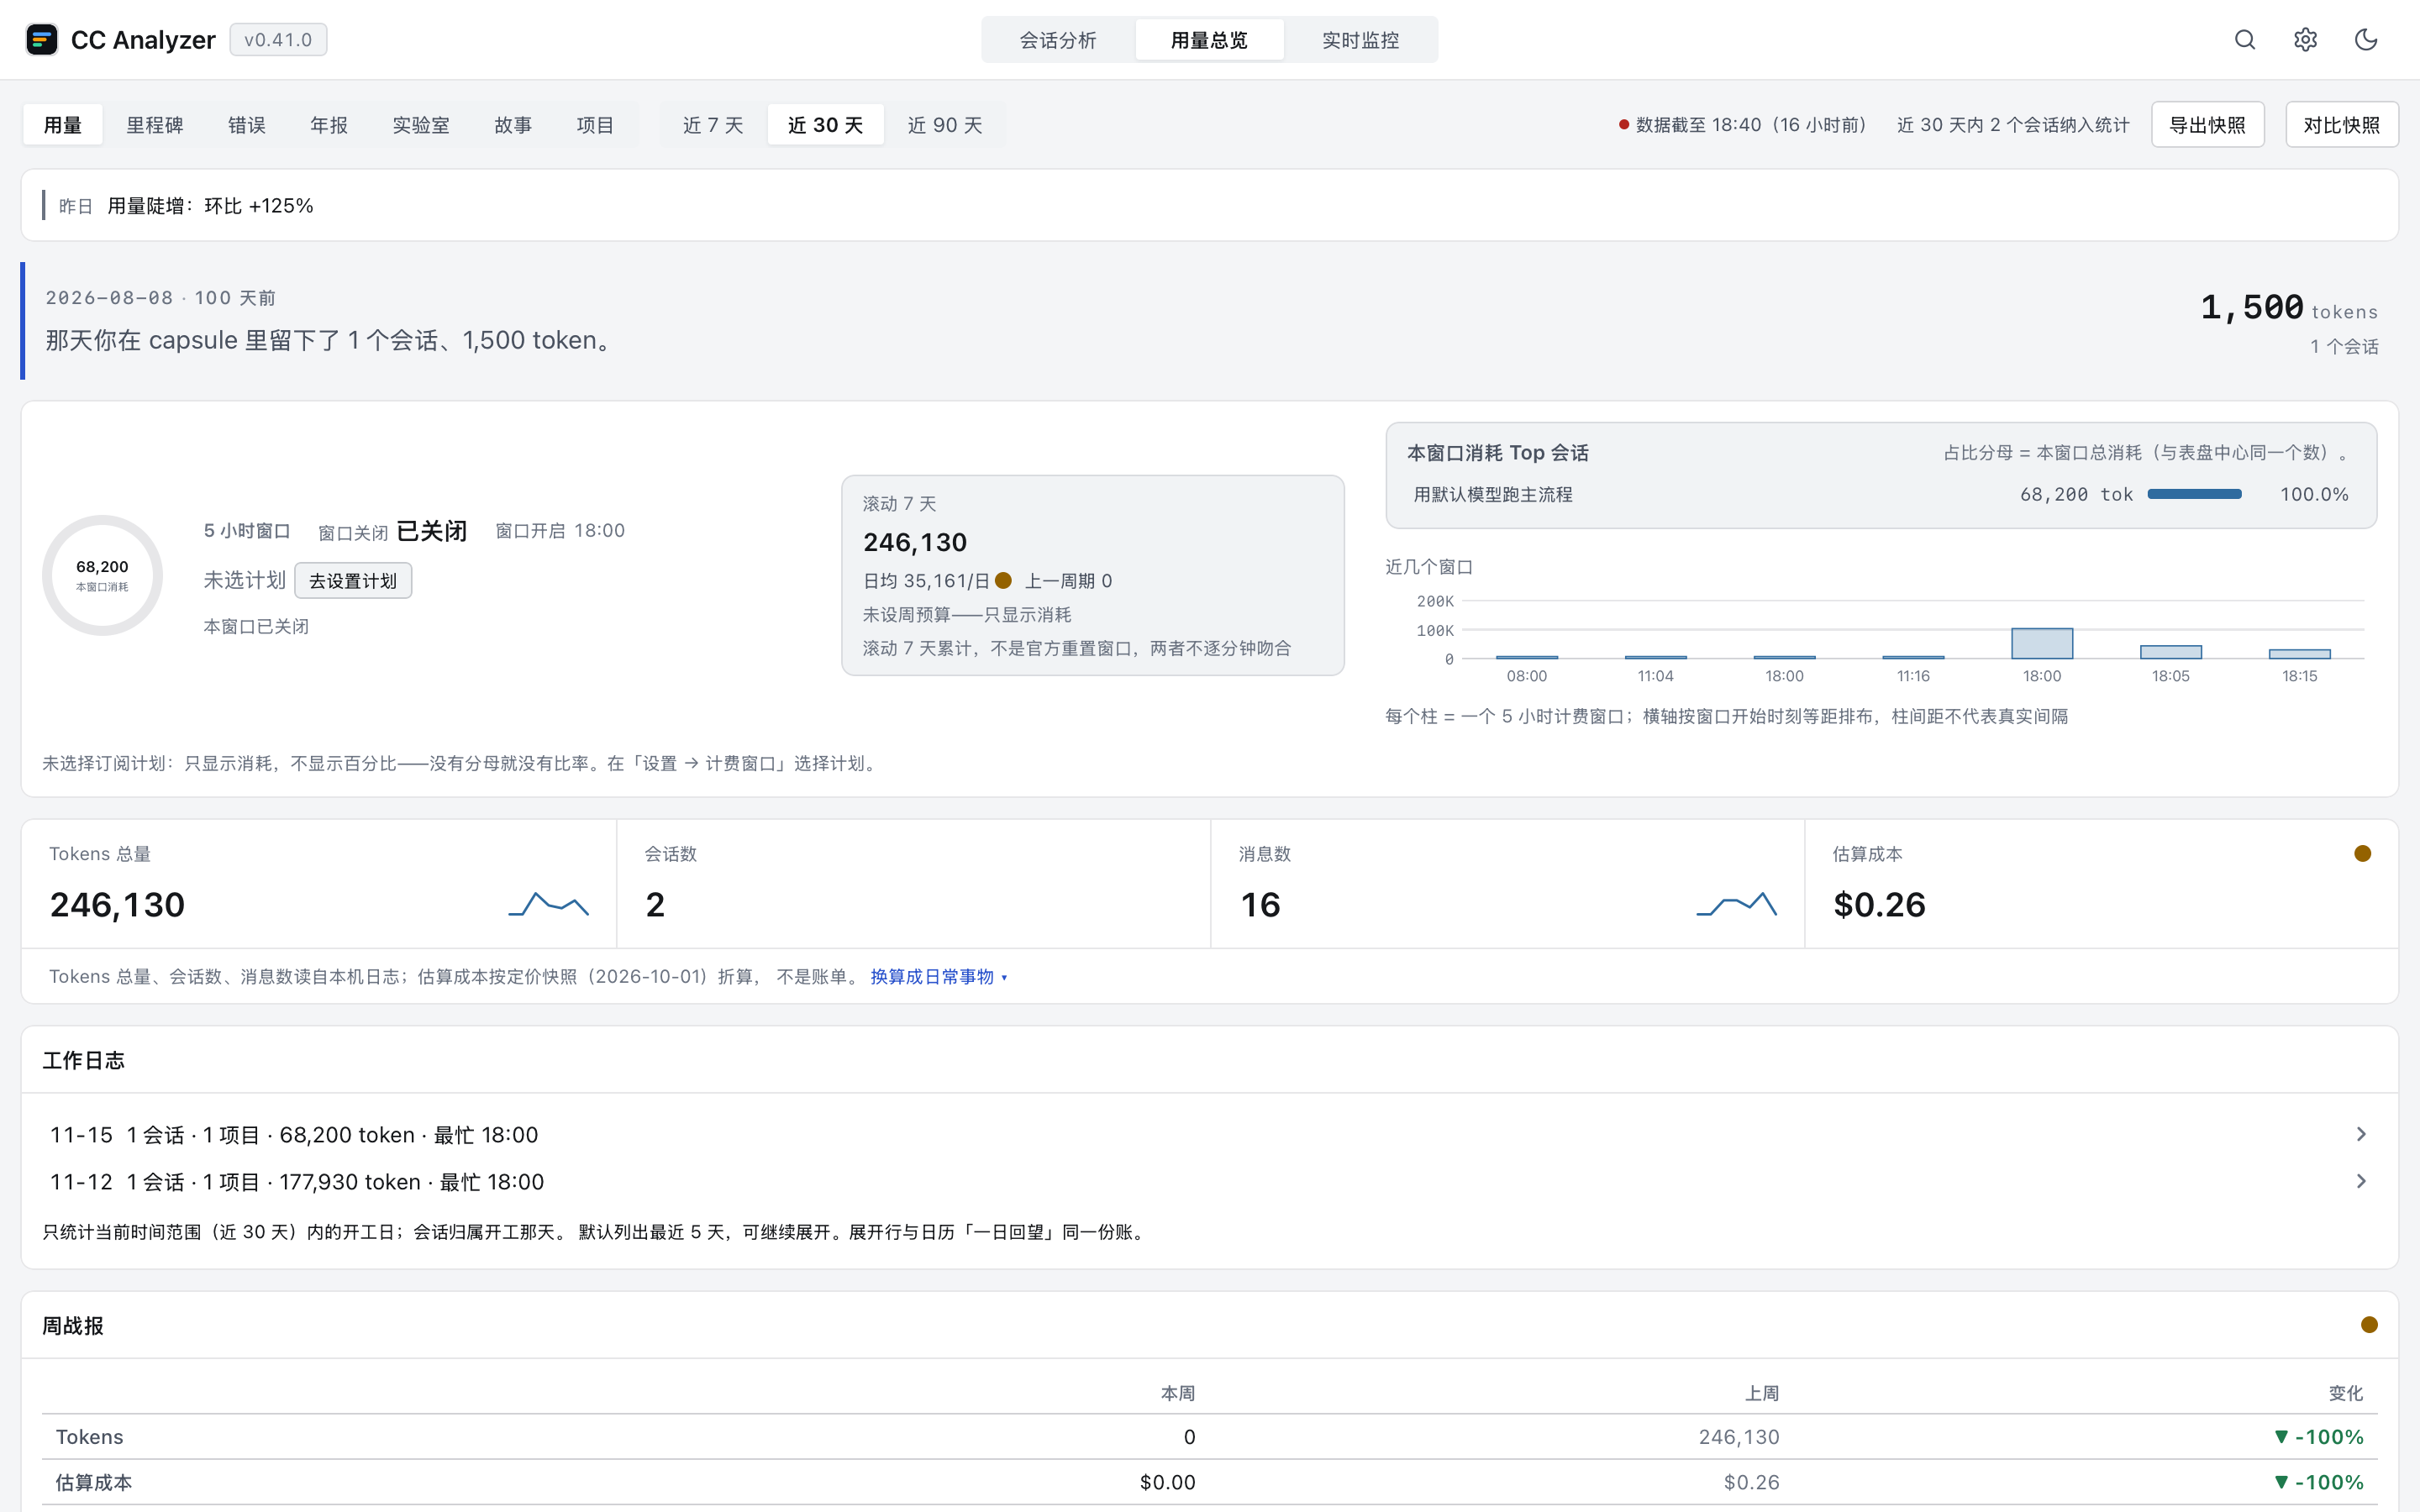 CC Analyzer v0.41.0
会话分析 用量总览 实时监控
用量 里程碑 错误 年报 实验室 故事 项目 近 7 天 近 30 天 近 90 天
数据截至 18:40（16 小时前） 近 30 天内 2 个会话纳入统计 导出快照 对比快照
昨日 用量陡增：环比 +125%
2026-08-08 · 100 天前
那天你在 capsule 里留下了 1 个会话、1,500 token。
1,500 tokens
1 个会话
68,200
本窗口消耗
5 小时窗口 窗口关闭 已关闭 窗口开启 18:00
未选计划 去设置计划
本窗口已关闭
滚动 7 天
246,130
日均 35,161/日 上一周期 0
未设周预算——只显示消耗
滚动 7 天累计，不是官方重置窗口，两者不逐分钟吻合
本窗口消耗 Top 会话 占比分母 = 本窗口总消耗（与表盘中心同一个数）。
用默认模型跑主流程 68,200 tok 100.0%
近几个窗口
200K
100K
0
08:00 11:04 18:00 11:16 18:00 18:05 18:15
每个柱 = 一个 5 小时计费窗口；横轴按窗口开始时刻等距排布，柱间距不代表真实间隔
未选择订阅计划：只显示消耗，不显示百分比——没有分母就没有比率。在「设置 → 计费窗口」选择计划。
Tokens 总量 会话数 消息数 估算成本
246,130 2 16 $0.26
Tokens 总量、会话数、消息数读自本机日志；估算成本按定价快照（2026-10-01）折算， 不是账单。 换算成日常事物 ▾
工作日志
11-15 1 会话 · 1 项目 · 68,200 token · 最忙 18:00
11-12 1 会话 · 1 项目 · 177,930 token · 最忙 18:00
只统计当前时间范围（近 30 天）内的开工日；会话归属开工那天。 默认列出最近 5 天，可继续展开。展开行与日历「一日回望」同一份账。
周战报
本周 上周 变化
Tokens 0 246,130 ▼ -100%
估算成本 $0.00 $0.26 ▼ -100%